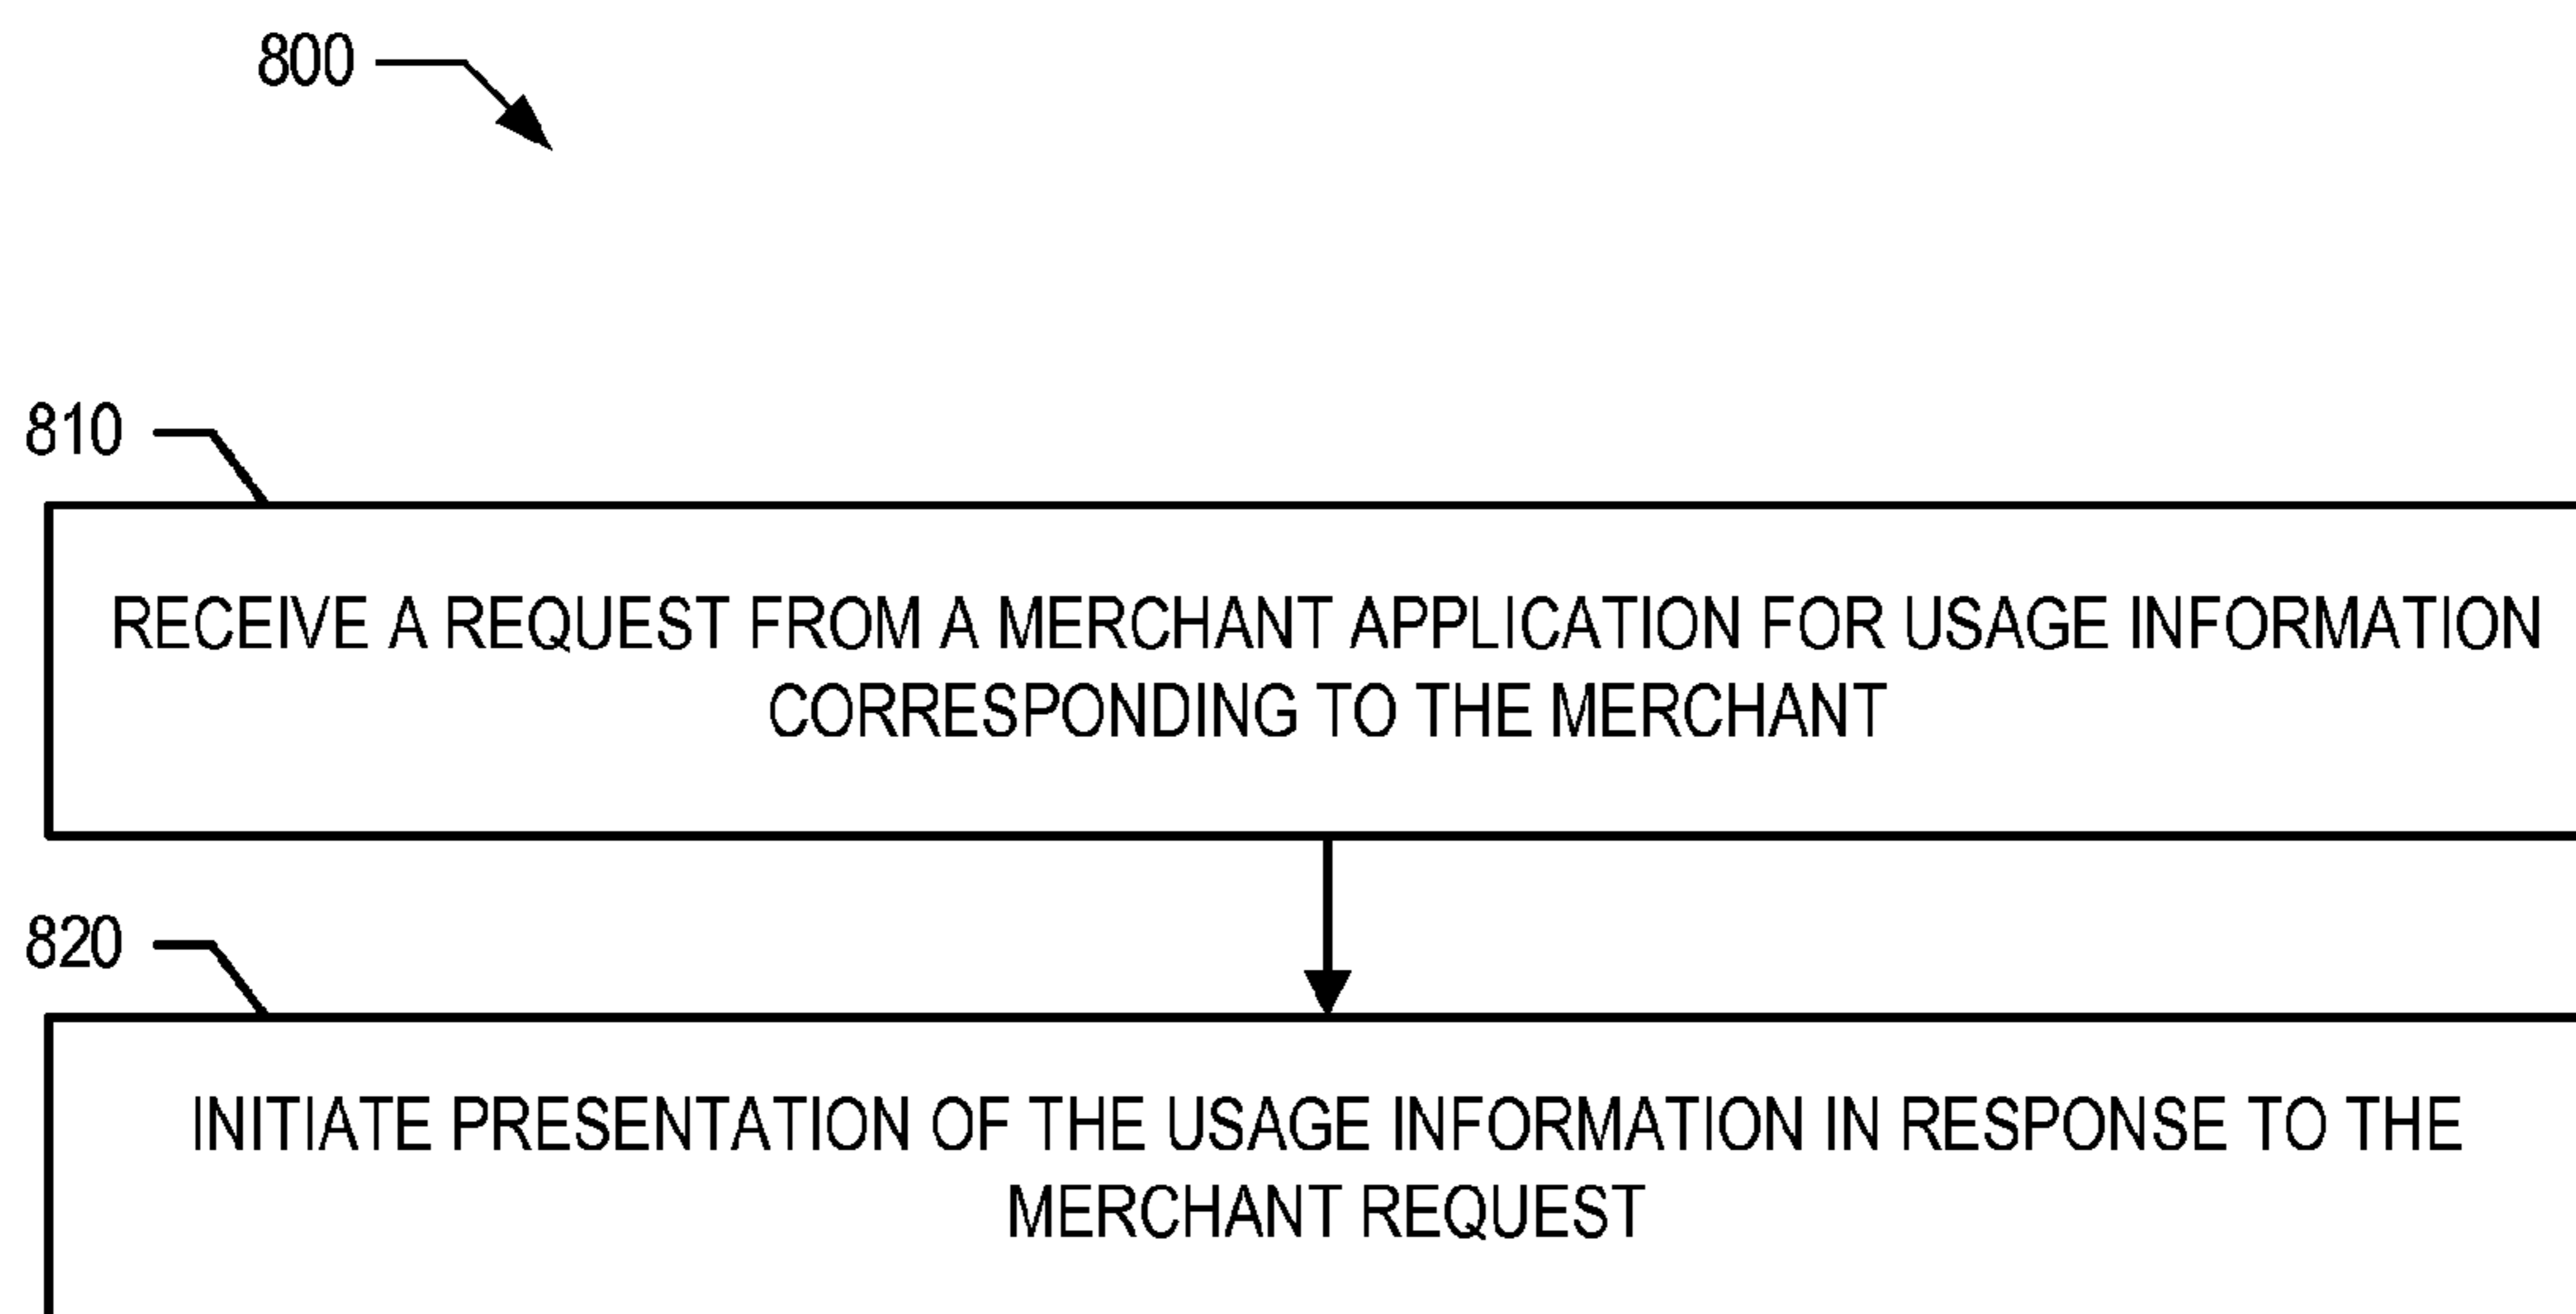 800
810
RECEIVE A REQUEST FROM A MERCHANT APPLICATION FOR USAGE INFORMATION
CORRESPONDING TO THE MERCHANT
820
INITIATE PRESENTATION OF THE USAGE INFORMATION IN RESPONSE TO THE
MERCHANT REQUEST